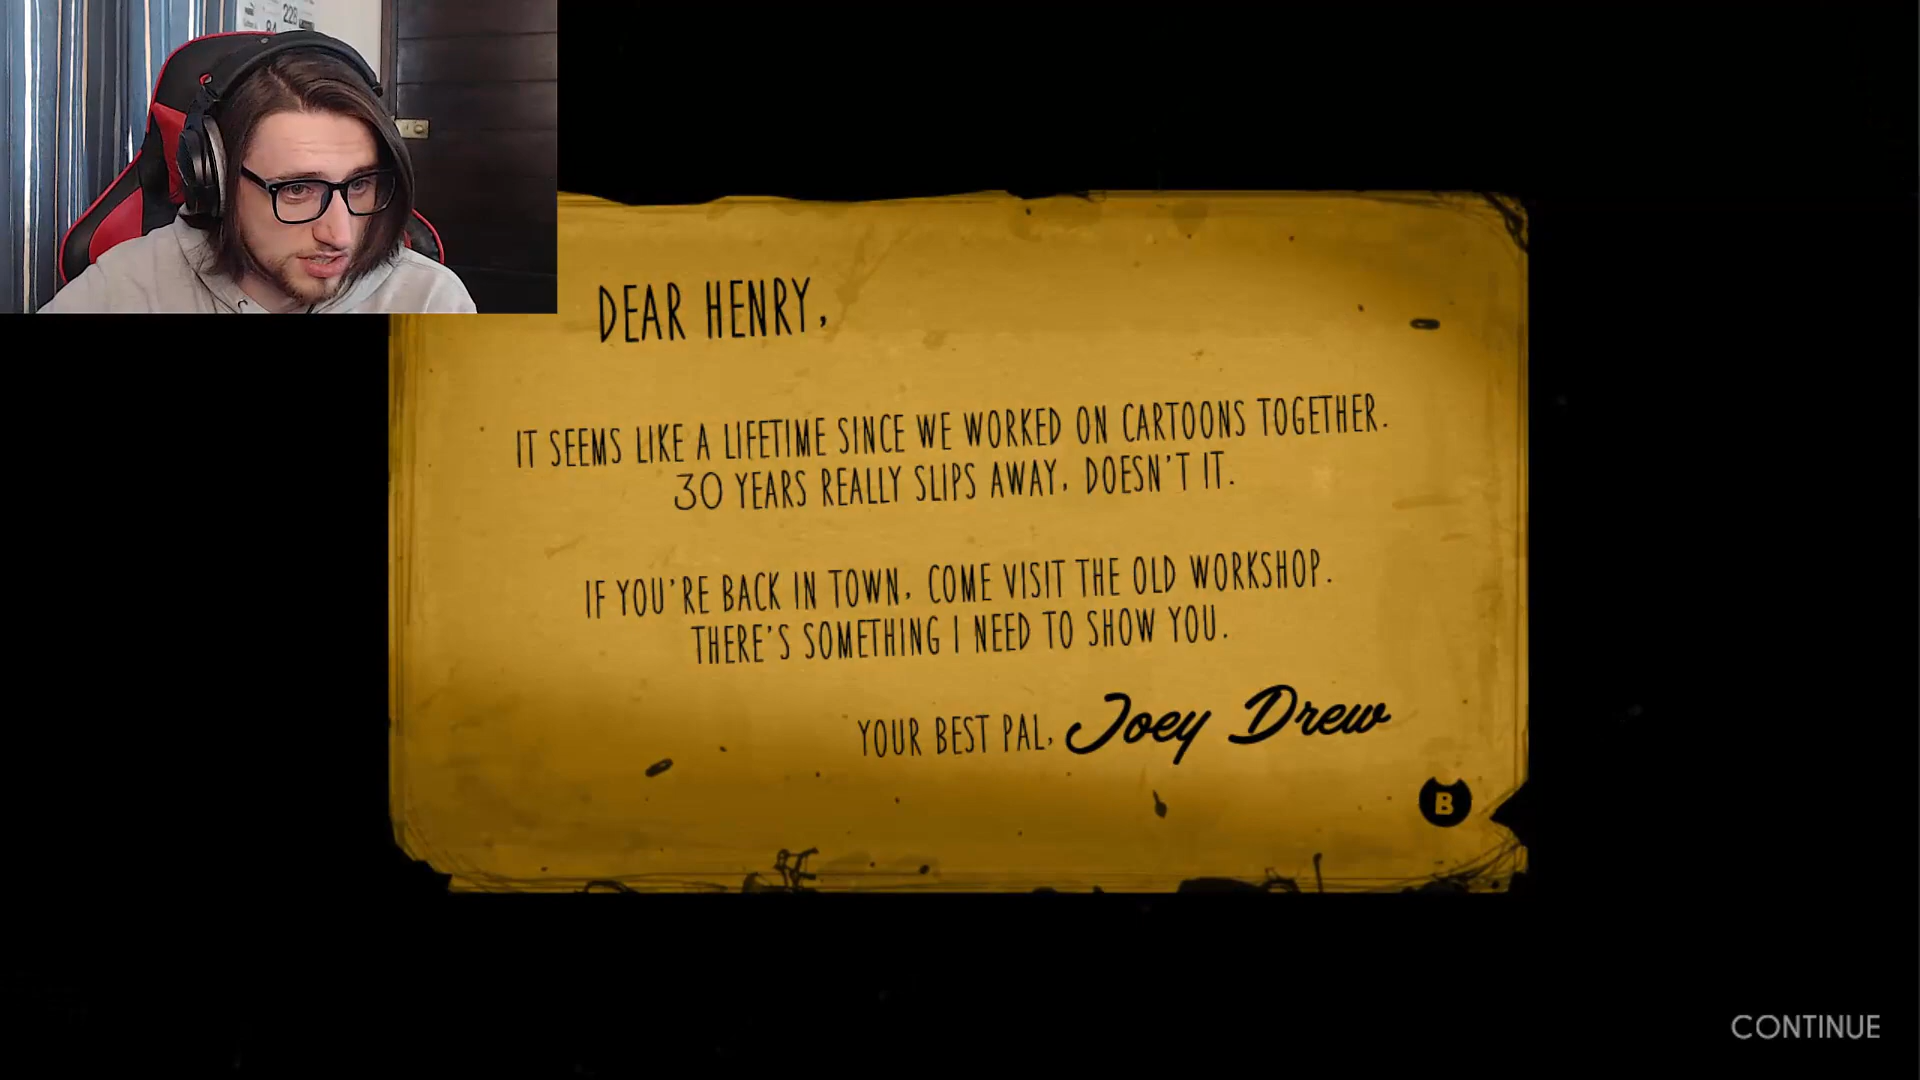 228
DEAR HENRY,
IT SEEMS LIKE A LIFETIME SINCE WE WORKED ON CARTOONS TOGETHER.
30 YEARS REALLY SLIPS AWAY, DOESN'T IT.
IF YOU'RE BACK IN TOWN, COME VISIT THE OLD WORKSHOP.
THERE'S SOMETHING I NEED TO SHOW YOU.
YOUR BEST PAL, Joey Drew
B
CONTINUE